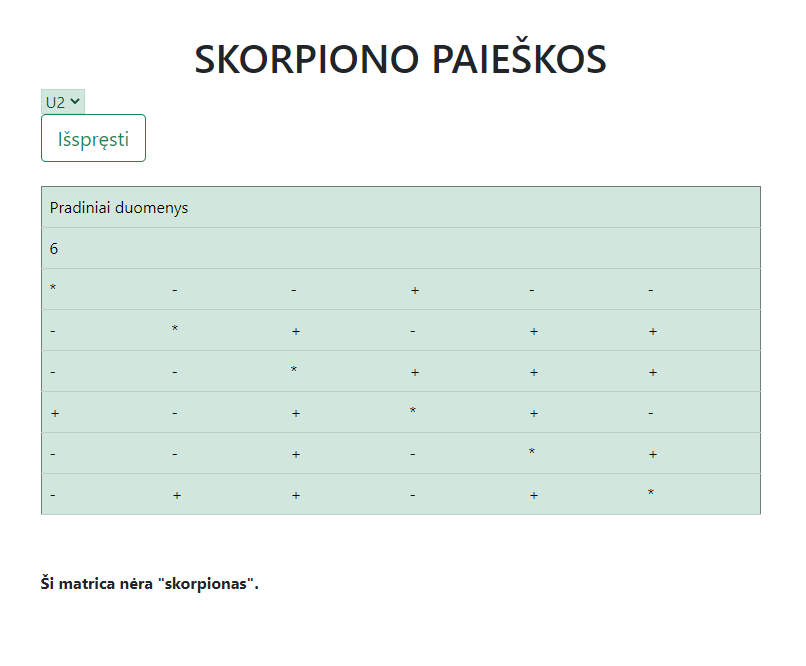 SKORPIONO PAIEŠKOS
U2
Išspręsti
Pradiniai duomenys
6
* - - + - -
- * + - + +
- - * + + +
+ - + * + -
- - + - * +
- + + - + *
Ši matrica nėra "skorpionas".